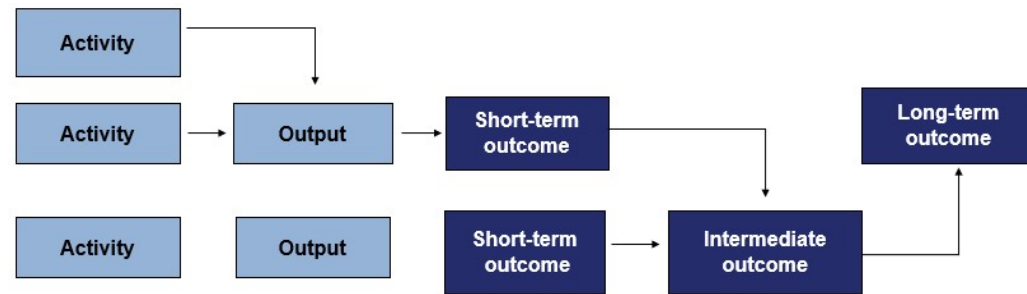 Activity
Activity
Output
Short-term
outcome
Long-term
outcome
Activity
Output
Short-term
outcome
Intermediate
outcome